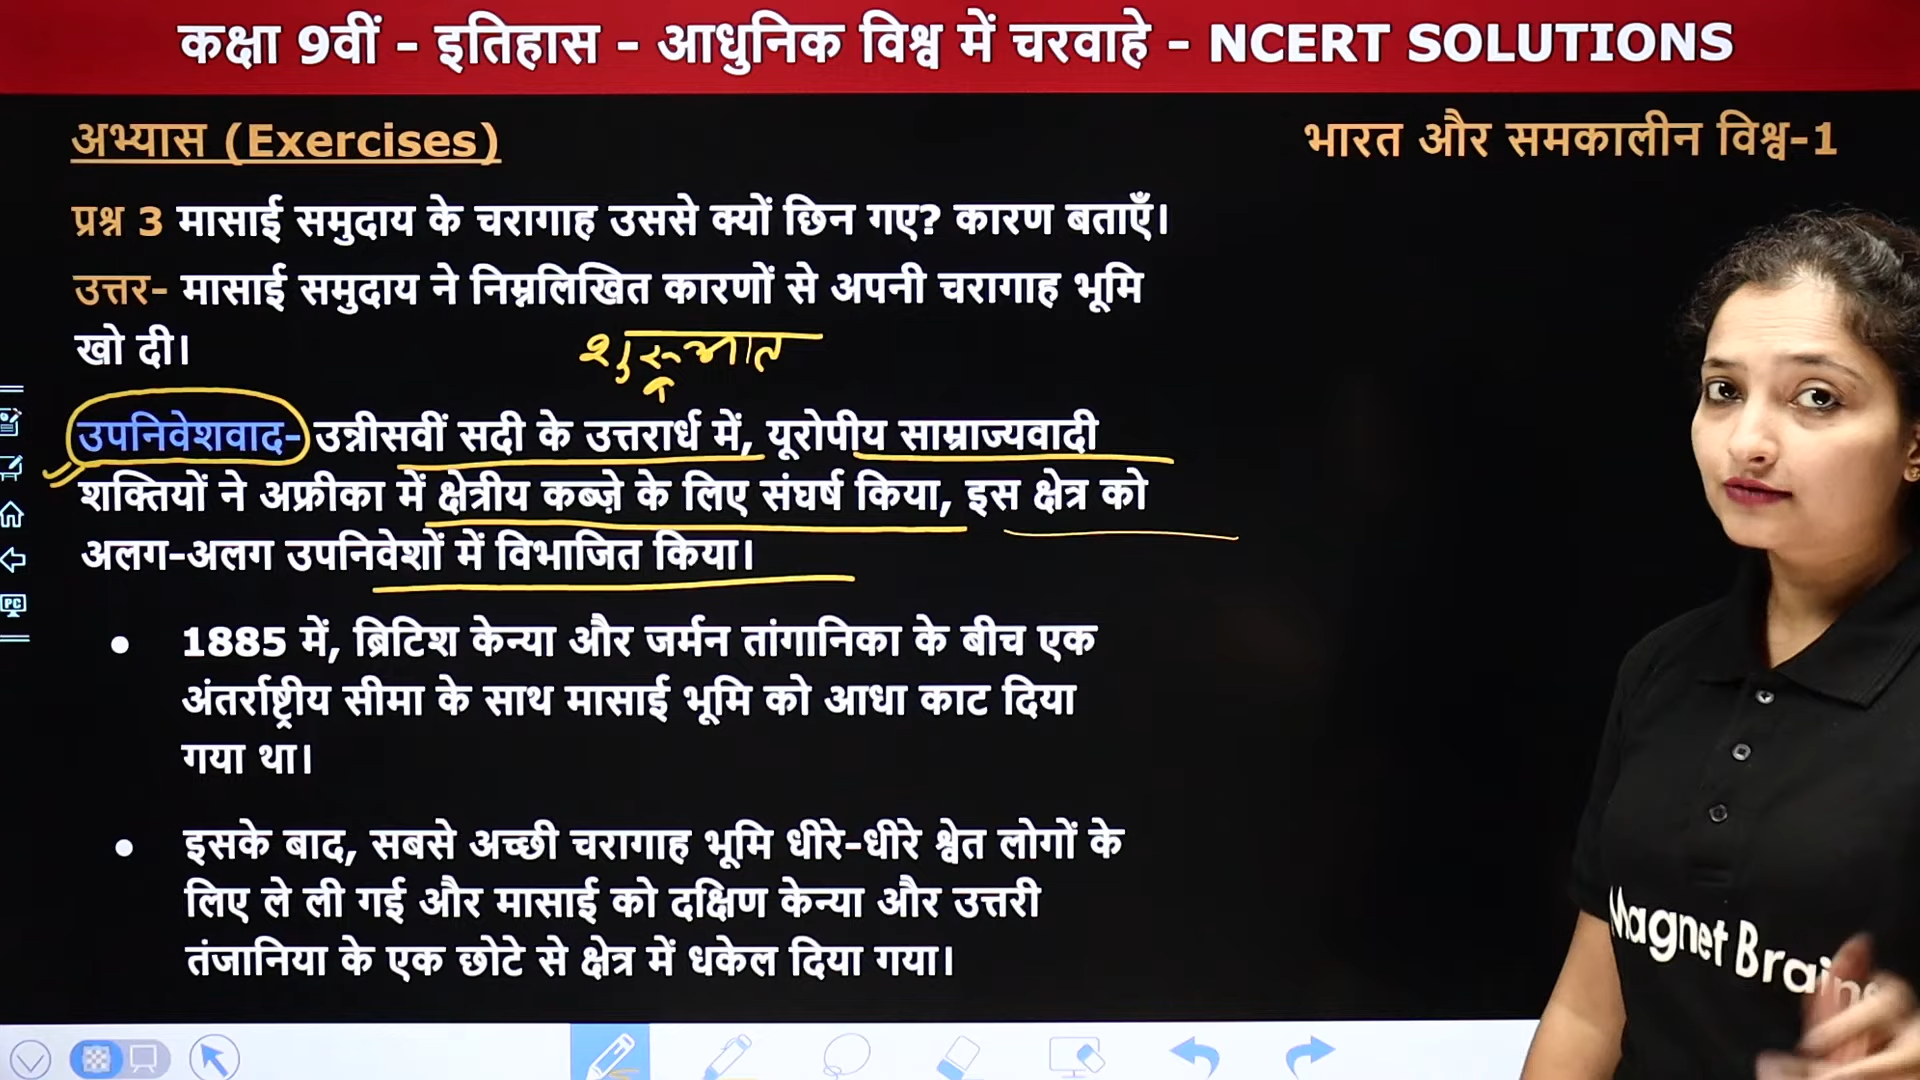 कक्षा 9वीं - इतिहास - आधुनिक विश्व में चरवाहे - NCERT SOLUTIONS
अभ्यास (Exercises)
भारत और समकालीन विश्व-1
प्रश्न 3 मासाई समुदाय के चरागाह उससे क्यों छिन गए? कारण बताएँ।
उत्तर- मासाई समुदाय ने निम्नलिखित कारणों से अपनी चरागाह भूमि
खो दी।
शुरूआत
उपनिवेशवाद- उन्नीसवीं सदी के उत्तरार्ध में, यूरोपीय साम्राज्यवादी
शक्तियों ने अफ्रीका में क्षेत्रीय कब्ज़े के लिए संघर्ष किया, इस क्षेत्र को
अलग-अलग उपनिवेशों में विभाजित किया।
• 1885 में, ब्रिटिश केन्या और जर्मन तांगानिका के बीच एक
अंतर्राष्ट्रीय सीमा के साथ मासाई भूमि को आधा काट दिया
गया था।
• इसके बाद, सबसे अच्छी चरागाह भूमि धीरे-धीरे श्वेत लोगों के
लिए ले ली गई और मासाई को दक्षिण केन्या और उत्तरी
तंजानिया के एक छोटे से क्षेत्र में धकेल दिया गया।
Magnet Brains
PC